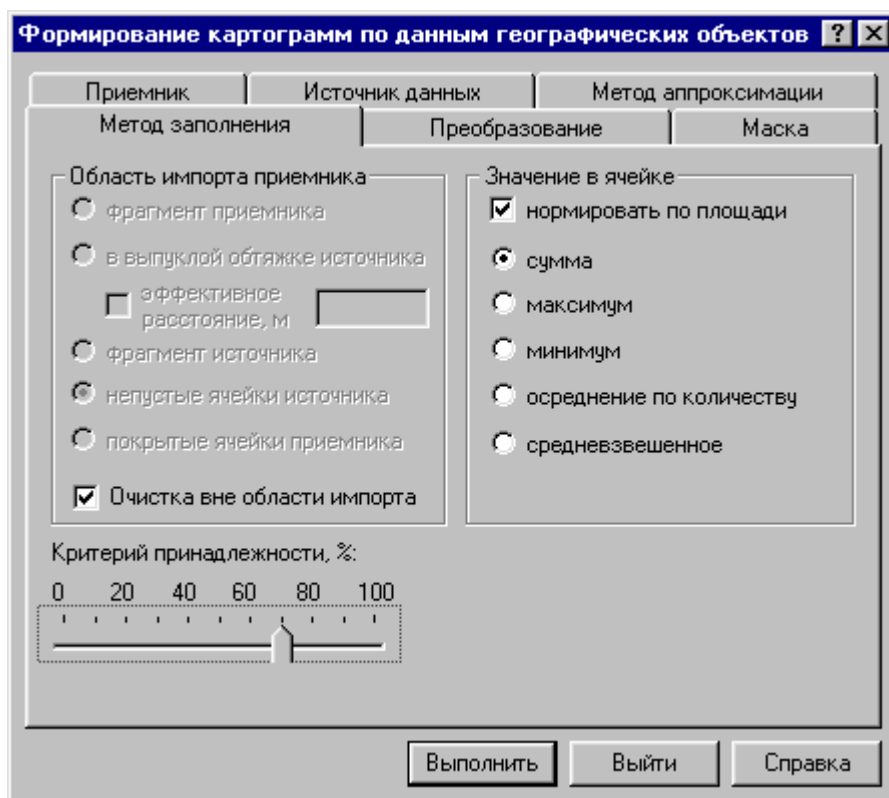 Формирование картограмм по данным географических объектов
Приемник
Источник данных
Метод аппроксимации
Метод заполнения
Преобразование
Маска
Область импорта приемника
фрагмент приемника
в выпуклой обтяжке источника
эффективное
расстояние, м
фрагмент источника
непустые ячейки источника
покрытые ячейки приемника
Очистка вне области импорта
Значение в ячейке
нормировать по площади
сумма
максимум
минимум
осреднение по количеству
средневзвешенное
Критерий принадлежности, %:
0 20 40 60 80 100
Выполнить
Выйти
Справка